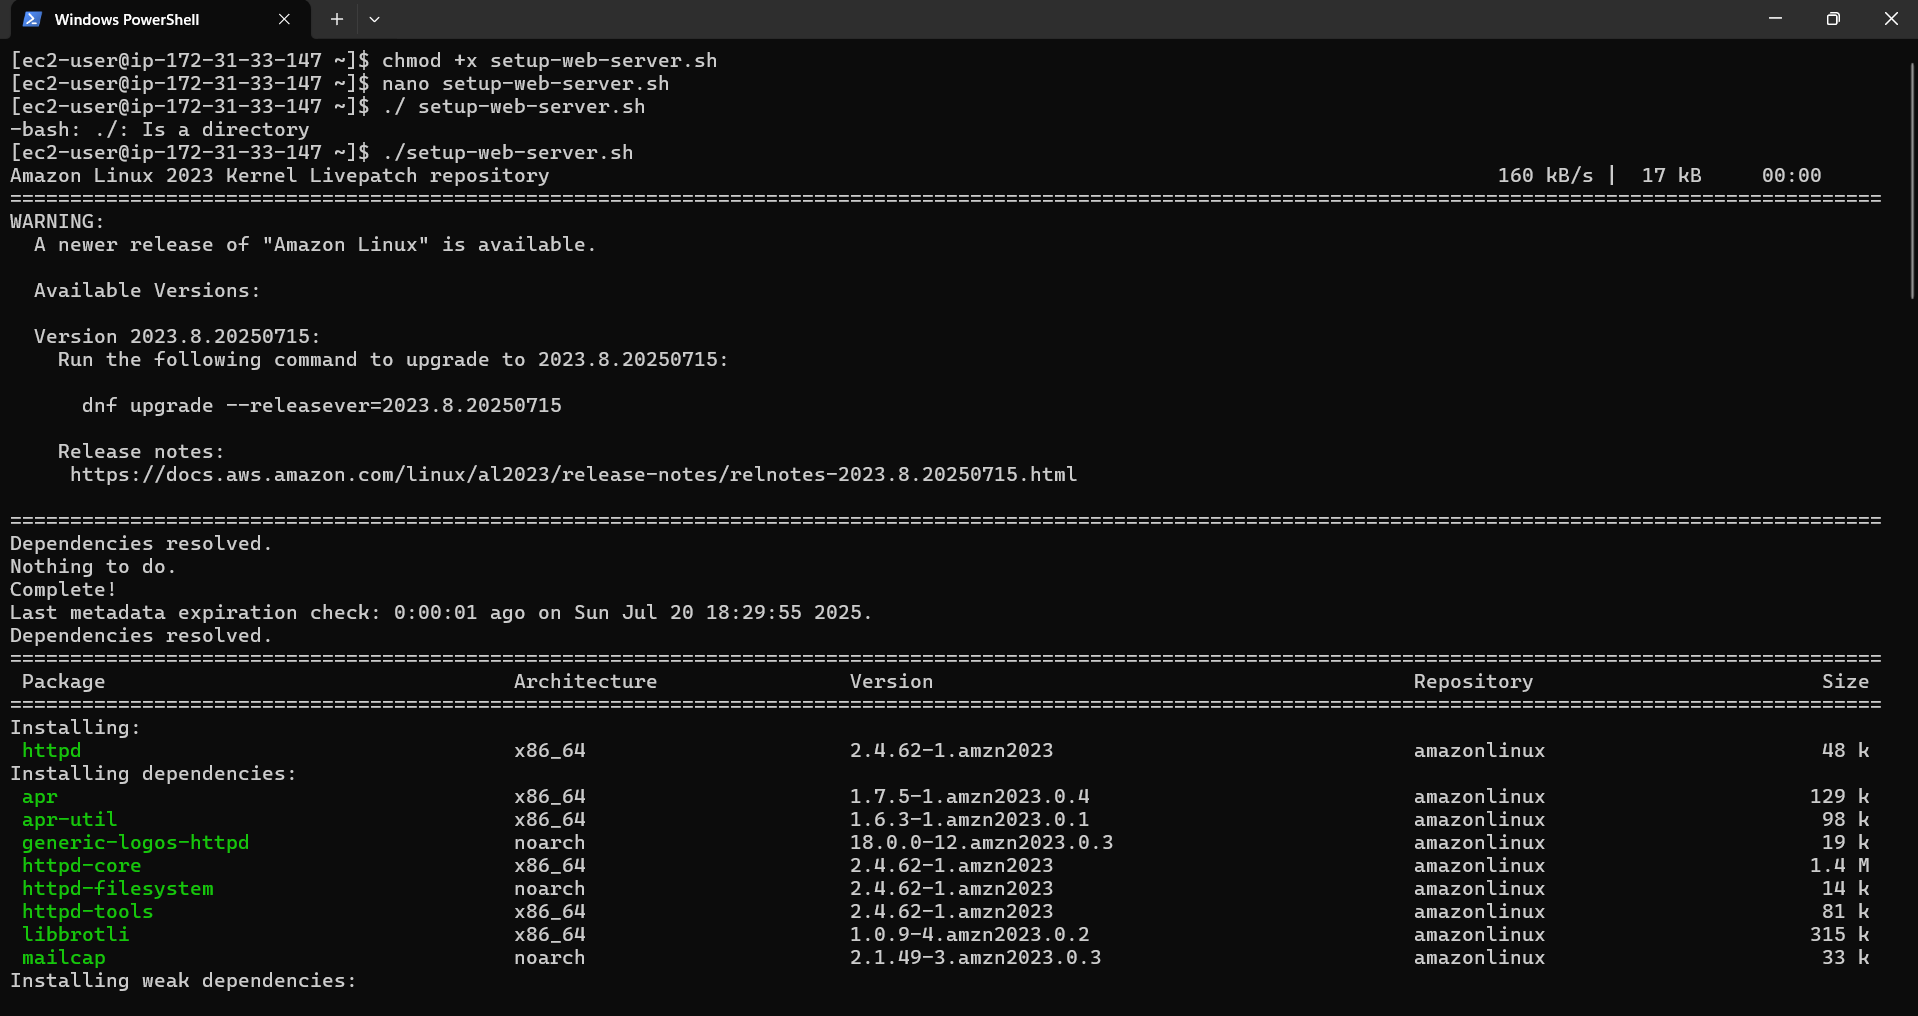 Windows PowerShell
[ec2-user@ip-172-31-33-147 ~]$ chmod +x setup-web-server.sh
[ec2-user@ip-172-31-33-147 ~]$ nano setup-web-server.sh
[ec2-user@ip-172-31-33-147 ~]$ ./ setup-web-server.sh
-bash: ./: Is a directory
[ec2-user@ip-172-31-33-147 ~]$ ./setup-web-server.sh
Amazon Linux 2023 Kernel Livepatch repository 160 kB/s | 17 kB 00:00
============================================================================================================================================================
WARNING:
A newer release of "Amazon Linux" is available.
Available Versions:
Version 2023.8.20250715:
Run the following command to upgrade to 2023.8.20250715:
dnf upgrade --releasever=2023.8.20250715
Release notes:
https://docs.aws.amazon.com/linux/al2023/release-notes/relnotes-2023.8.20250715.html
============================================================================================================================================================
Dependencies resolved.
Nothing to do.
Complete!
Last metadata expiration check: 0:00:01 ago on Sun Jul 20 18:29:55 2025.
Dependencies resolved.
============================================================================================================================================================
Package Architecture Version Repository Size
============================================================================================================================================================
Installing:
httpd x86_64 2.4.62-1.amzn2023 amazonlinux 48 k
Installing dependencies:
apr x86_64 1.7.5-1.amzn2023.0.4 amazonlinux 129 k
apr-util x86_64 1.6.3-1.amzn2023.0.1 amazonlinux 98 k
generic-logos-httpd noarch 18.0.0-12.amzn2023.0.3 amazonlinux 19 k
httpd-core x86_64 2.4.62-1.amzn2023 amazonlinux 1.4 M
httpd-filesystem noarch 2.4.62-1.amzn2023 amazonlinux 14 k
httpd-tools x86_64 2.4.62-1.amzn2023 amazonlinux 81 k
libbrotli x86_64 1.0.9-4.amzn2023.0.2 amazonlinux 315 k
mailcap noarch 2.1.49-3.amzn2023.0.3 amazonlinux 33 k
Installing weak dependencies: